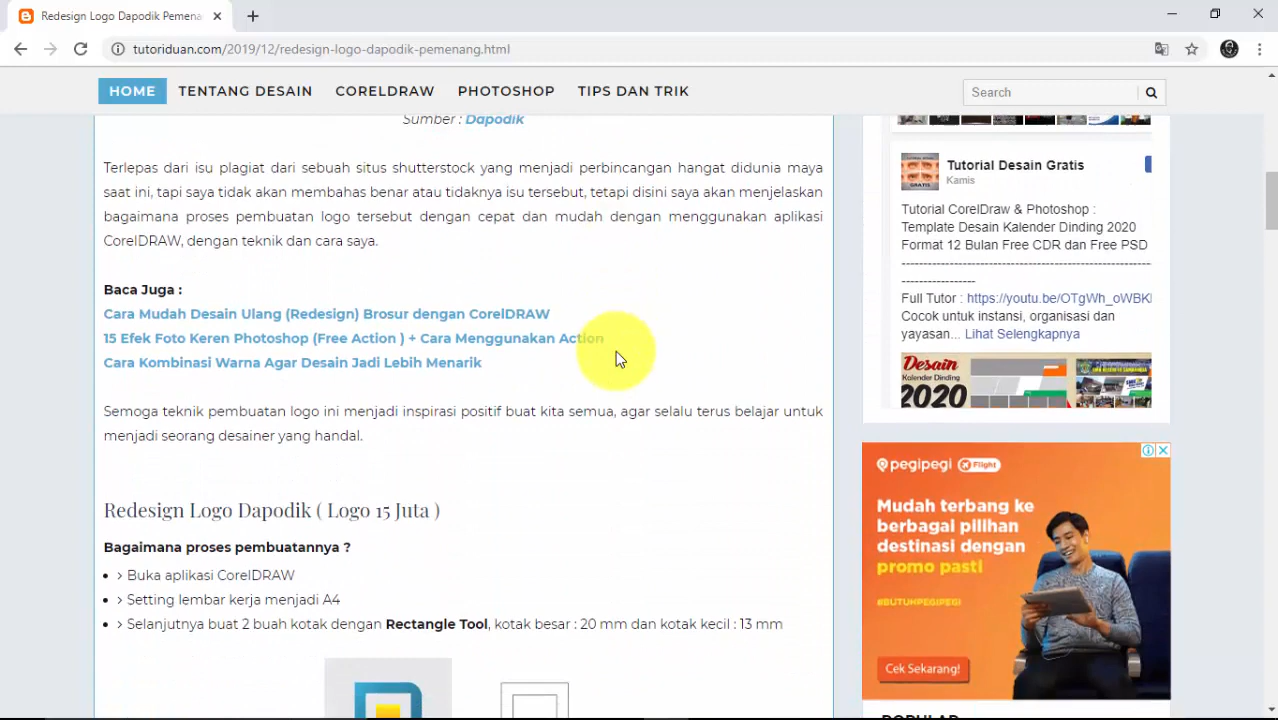 Redesign Logo Dapodik Pemena
tutoriduan.com/2019/12/redesign-logo-dapodik-pemenang.html
HOME TENTANG DESAIN CORELDRAW PHOTOSHOP TIPS DAN TRIK
Search
Sumber : Dapodik
Terlepas dari isu plagiat dari sebuah situs shutterstock yang menjadi perbincangan hangat didunia maya
saat ini, tapi saya tidak akan membahas benar atau tidaknya isu tersebut, tetapi disini saya akan menjelaskan
bagaimana proses pembuatan logo tersebut dengan cepat dan mudah dengan menggunakan aplikasi
CorelDRAW, dengan teknik dan cara saya.
Baca Juga :
Cara Mudah Desain Ulang (Redesign) Brosur dengan CorelDRAW
15 Efek Foto Keren Photoshop (Free Action ) + Cara Menggunakan Action
Cara Kombinasi Warna Agar Desain Jadi Lebih Menarik
Semoga teknik pembuatan logo ini menjadi inspirasi positif buat kita semua, agar selalu terus belajar untuk
menjadi seorang desainer yang handal.
Redesign Logo Dapodik ( Logo 15 Juta )
Bagaimana proses pembuatannya ?
> Buka aplikasi CorelDRAW
> Setting lembar kerja menjadi A4
> Selanjutnya buat 2 buah kotak dengan Rectangle Tool, kotak besar : 20 mm dan kotak kecil : 13 mm
Tutorial Desain Gratis
Kamis
GRATIS
Tutorial CorelDraw & Photoshop :
Template Desain Kalender Dinding 2020
Format 12 Bulan Free CDR dan Free PSD
-----------------------------------------------------
----------------
Full Tutor : https://youtu.be/OTgWh_oWBK
Cocok untuk instansi, organisasi dan
yayasan... Lihat Selengkapnya
Desain
Kalender Dinding
2020
pegipegi Flight
Mudah terbang ke
berbagai pilihan
destinasi dengan
promo pasti
#BUTUHPEGIPEGI
Cek Sekarang!
POPULAR